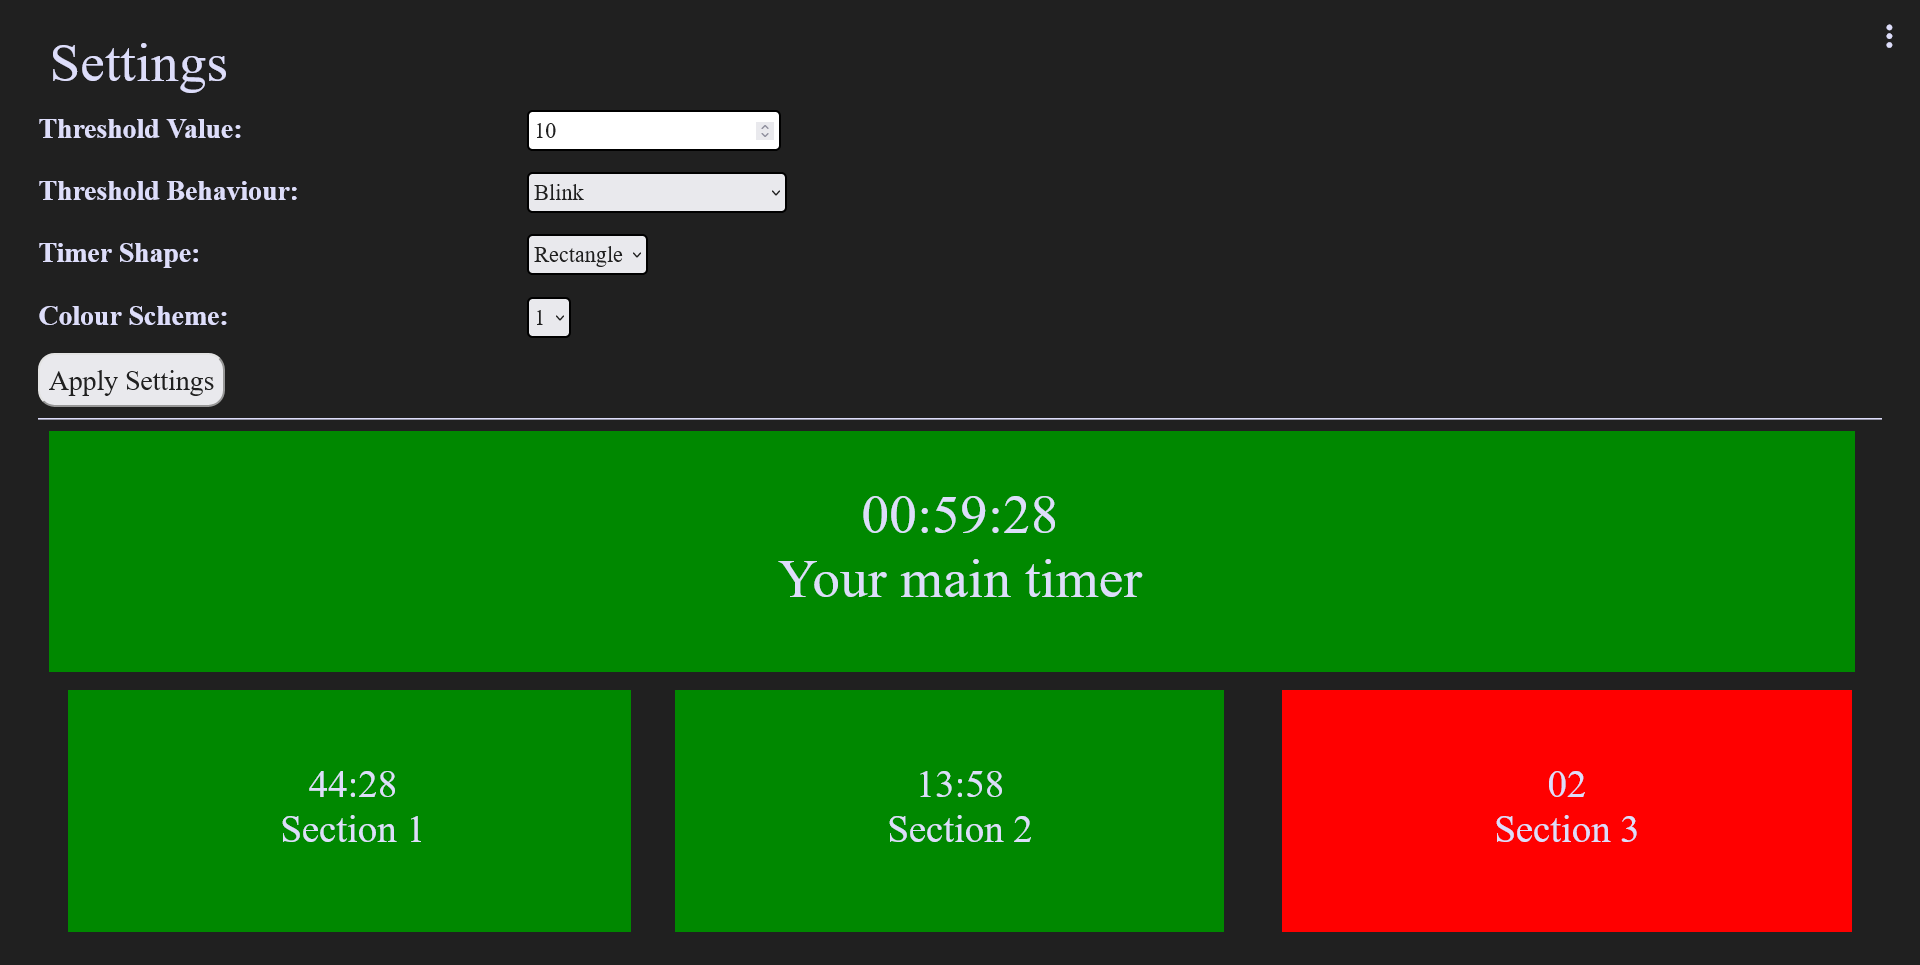 Settings
Threshold Value:
10
Threshold Behaviour:
Blink
Timer Shape:
Rectangle
Colour Scheme:
1
Apply Settings
00:59:28
Your main timer
44:28
Section 1
13:58
Section 2
02
Section 3